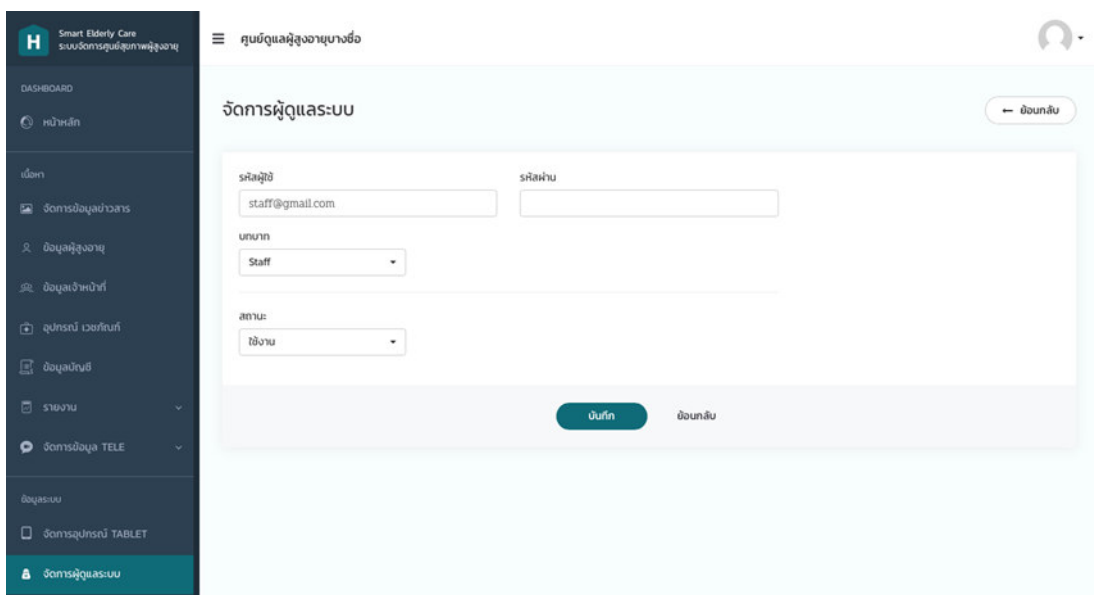 Smart Elderly Care
ระบบจัดการศูนย์สุขภาพผู้สูงอายุ
H
ศูนย์ดูแลผู้สูงอายุบางซื่อ
DASHBOARD
หน้าหลัก
จัดการผู้ดูแลระบบ
← ย้อนกลับ
เนื้อหา
จัดการข้อมูลข่าวสาร
ข้อมูลผู้สูงอายุ
ข้อมูลเจ้าหน้าที่
อุปกรณ์ เวชภัณฑ์
ข้อมูลบัญชี
รายงาน
จัดการข้อมูล TELE
ข้อมูลระบบ
จัดการอุปกรณ์ TABLET
จัดการผู้ดูแลระบบ
รหัสผู้ใช้
รหัสผ่าน
staff@gmail.com
บทบาท
Staff
สถานะ
ใช้งาน
บันทึก
ย้อนกลับ